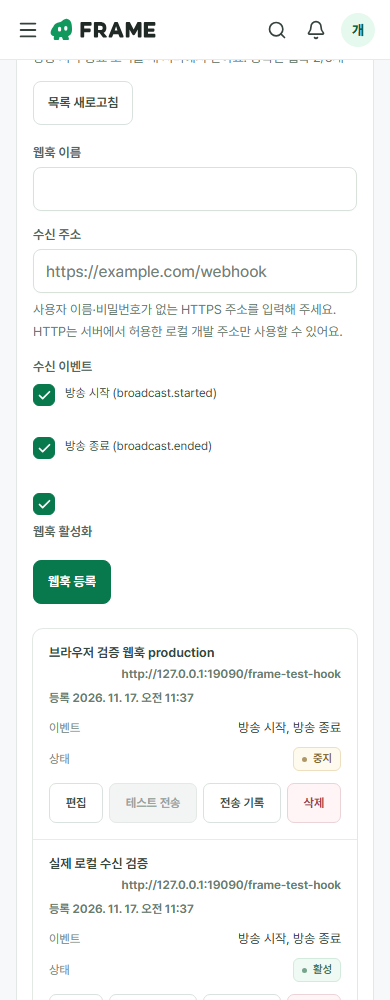 FRAME
개
목록 새로고침
웹훅 이름
수신 주소
https://example.com/webhook
사용자 이름·비밀번호가 없는 HTTPS 주소를 입력해 주세요.
HTTP는 서버에서 허용한 로컬 개발 주소만 사용할 수 있어요.
수신 이벤트
방송 시작 (broadcast.started)
방송 종료 (broadcast.ended)
웹훅 활성화
웹훅 등록
브라우저 검증 웹훅 production
http://127.0.0.1:19090/frame-test-hook
등록 2026. 11. 17. 오전 11:37
이벤트 방송 시작, 방송 종료
상태 중지
편집 테스트 전송 전송 기록 삭제
실제 로컬 수신 검증
http://127.0.0.1:19090/frame-test-hook
등록 2026. 11. 17. 오전 11:37
이벤트 방송 시작, 방송 종료
상태 활성